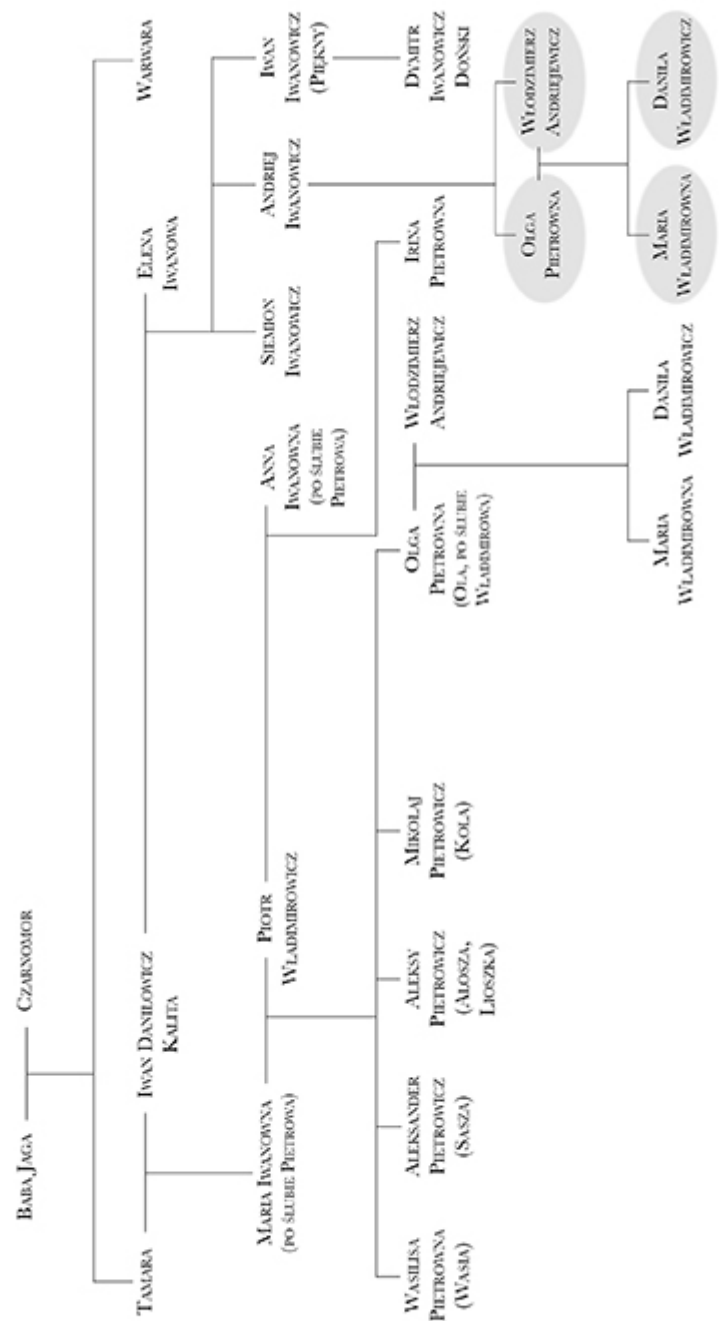 Baba Jaga
Czarnomor
Tamara
Iwan Daniłowicz
Kalita
Elena
Iwanowa
Warwara
Maria Iwanowna
(po ślubie Pietrowa)
Piotr
Władimirowicz
Anna
Iwanowna
(po ślubie
Pietrowa)
Siemion
Iwanowicz
Andriej
Iwanowicz
Iwan
Iwanowicz
(Piękny)
Wasilisa
Pietrowna
(Wasia)
Aleksander
Pietrowicz
(Sasza)
Aleksy
Pietrowicz
(Alosza,
Lioszka)
Mikołaj
Pietrowicz
(Kola)
Olga
Pietrowna
(Ola, po ślubie
Władimirowa)
Włodzimierz
Andriejewicz
Irina
Pietrowna
Dymitr
Iwanowicz
Doński
Olga
Pietrowna
Włodzimierz
Andriejewicz
Maria
Władimirowna
Danila
Władimirowicz
Maria
Władimirowna
Danila
Władimirowicz